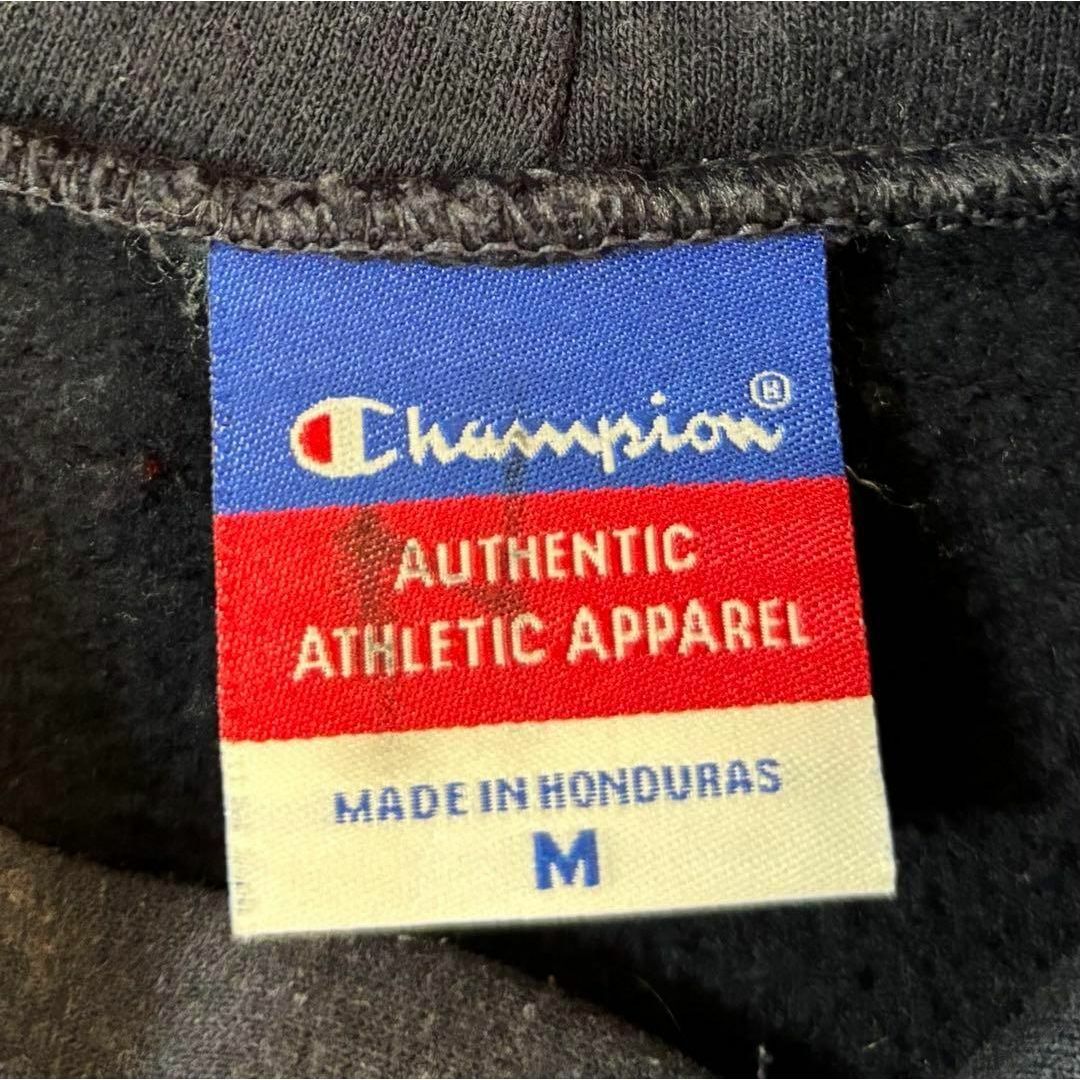 Champion®
AUTHENTIC
ATHLETIC APPAREL
MADE IN HONDURAS
M